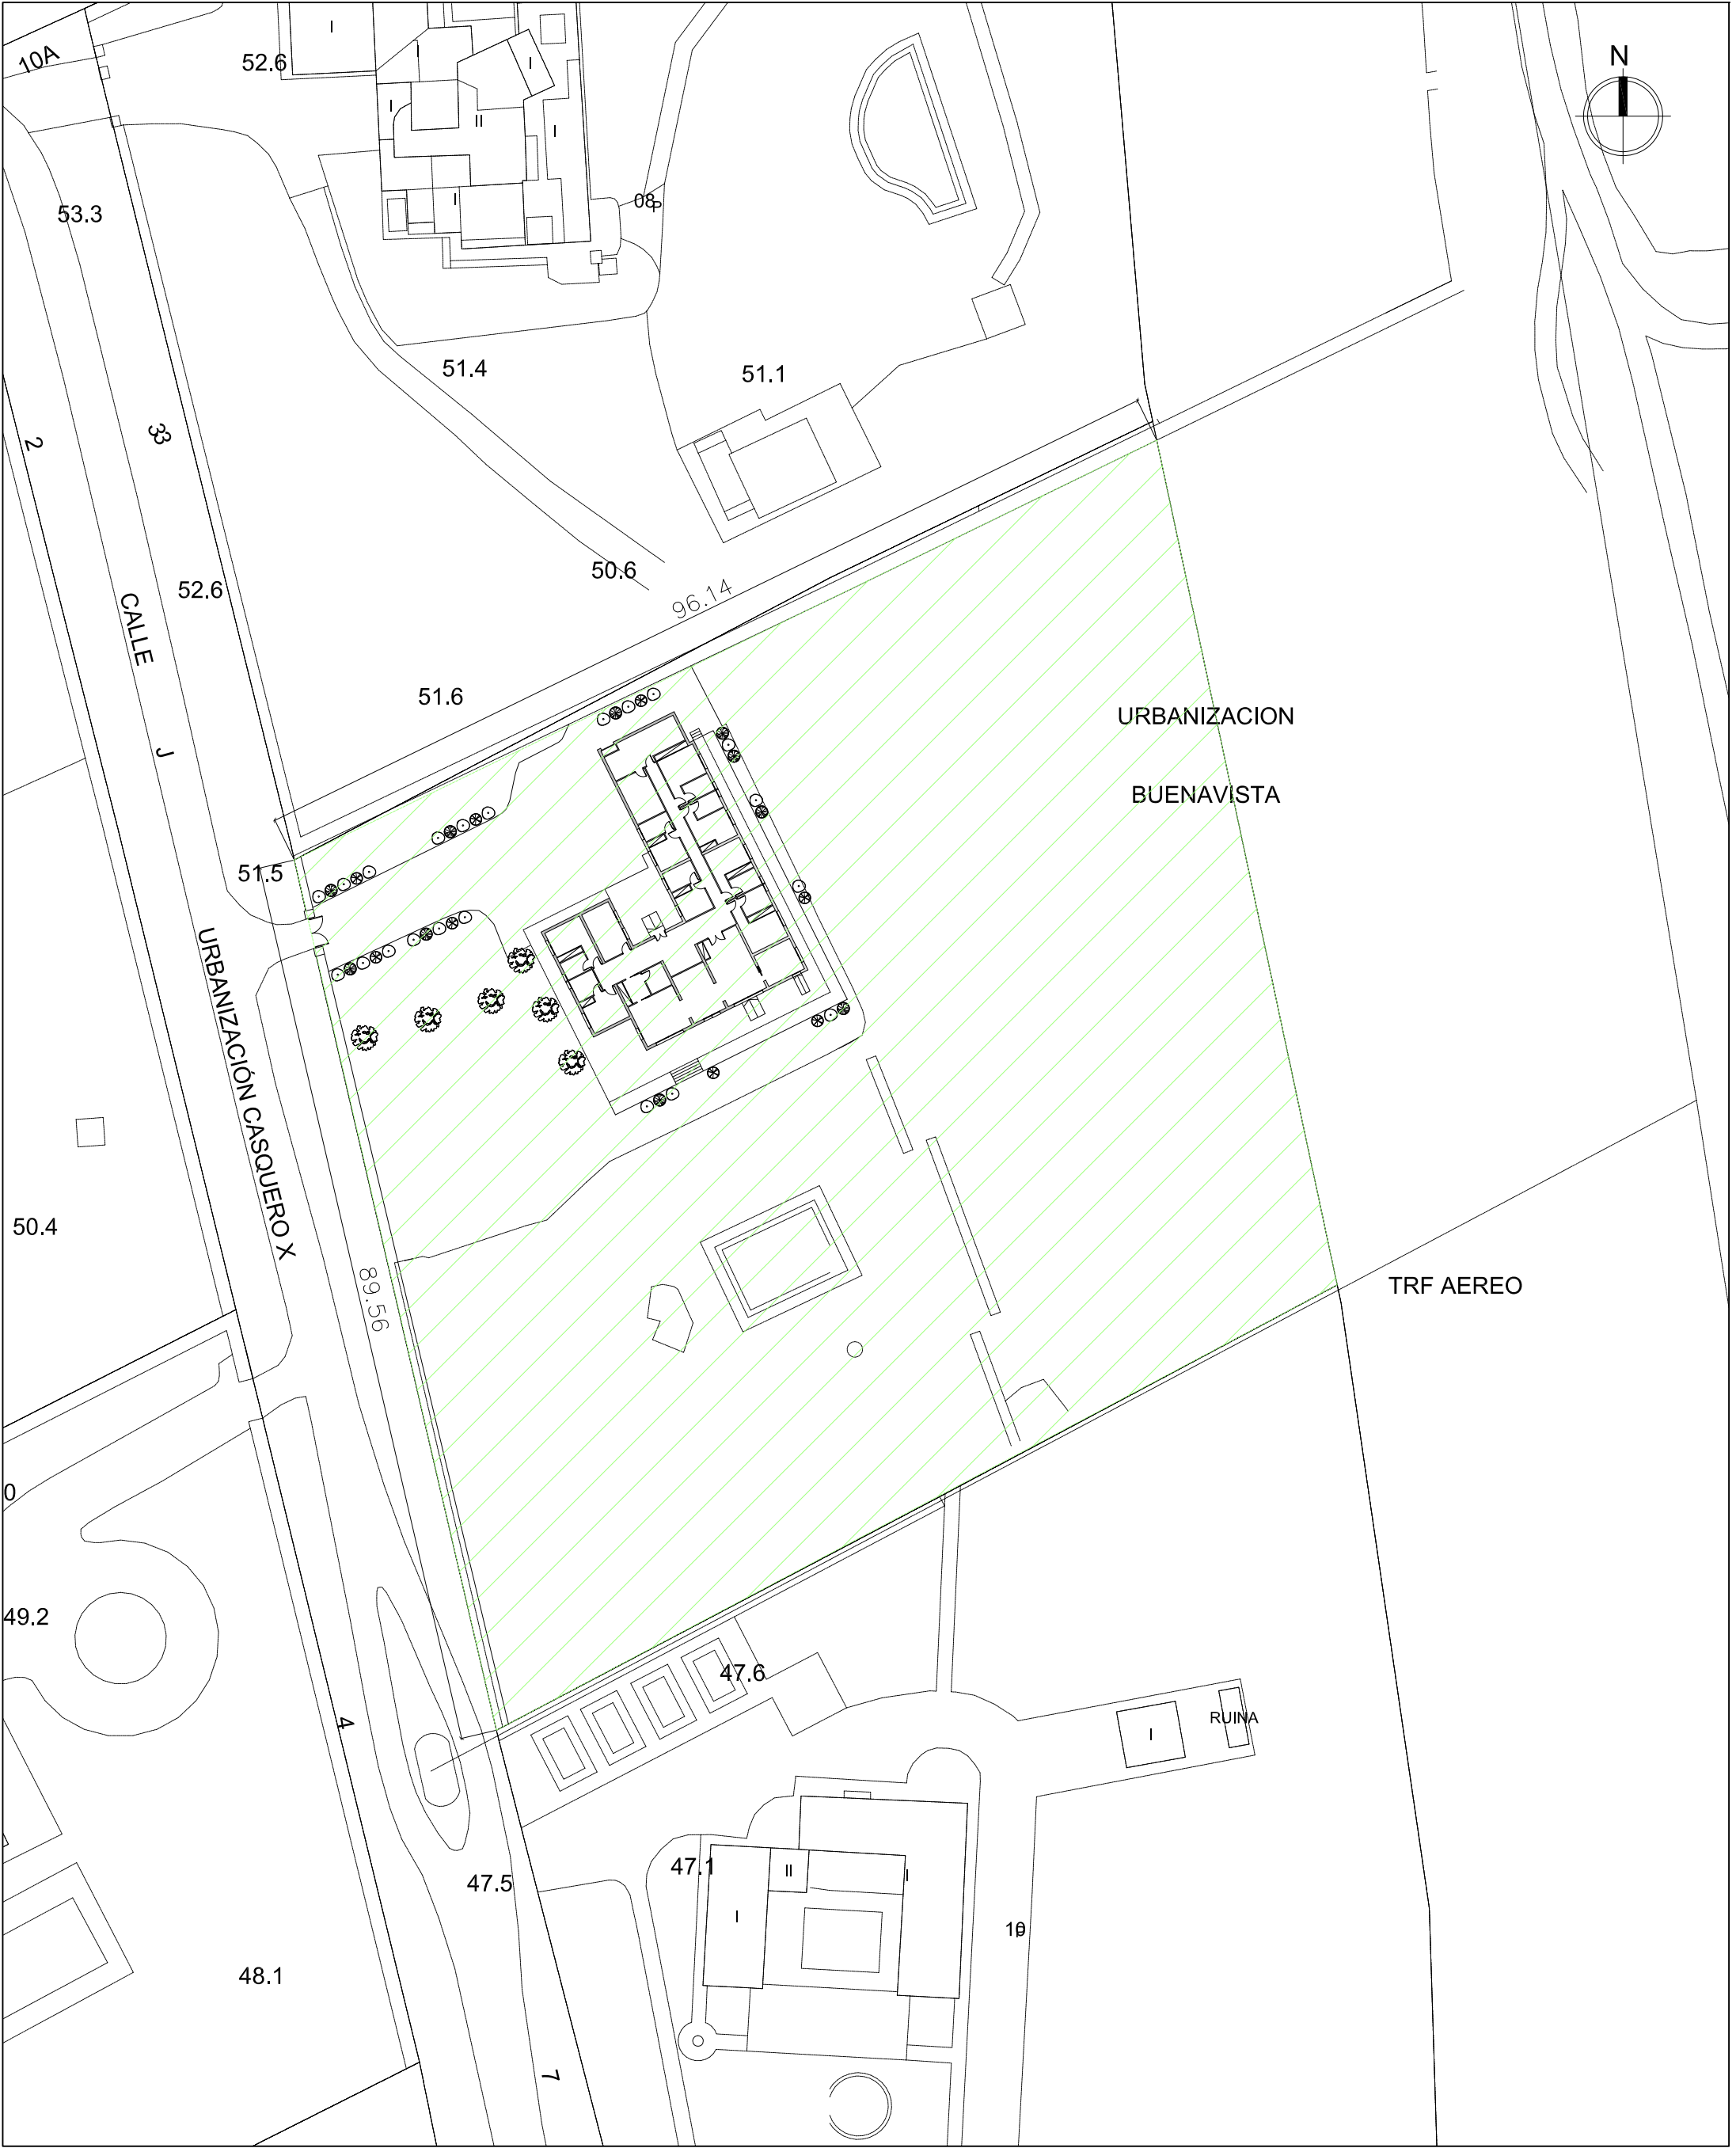 10A
I
I
52.6
I
N
I
II
I
53.3
I
08
P
51.4
51.1
2
33
50.6
96.14
52.6
CALLE
51.6
URBANIZACION
J
BUENAVISTA
51.5
URBANIZACIÓN CASQUERO X
50.4
89.56
TRF AEREO
0
49.2
47.6
4
I
RUINA
47.1
II
I
47.5
I
19
48.1
7